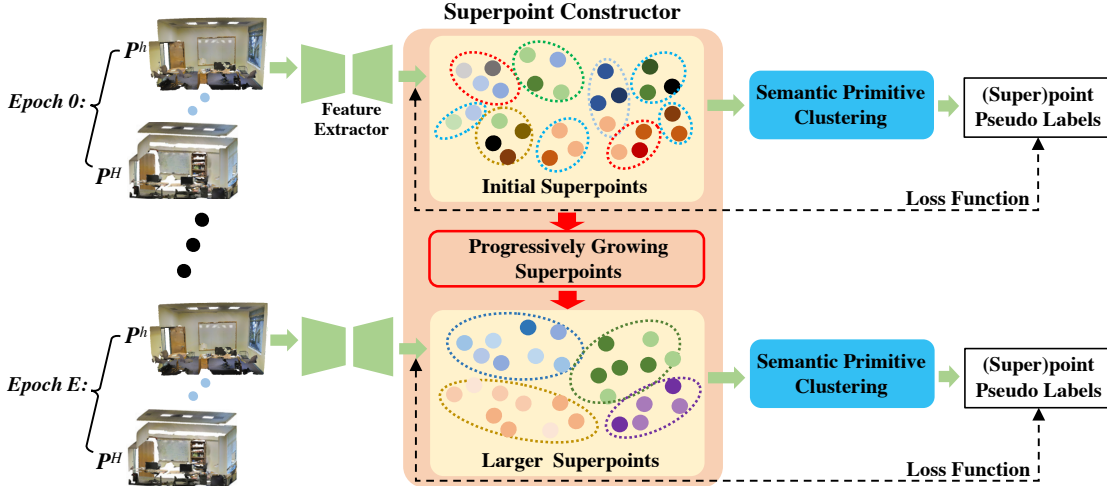 Superpoint Constructor
P^h
Epoch 0:
P^H
Feature
Extractor
Initial Superpoints
Semantic Primitive
Clustering
(Super)point
Pseudo Labels
Loss Function
Progressively Growing
Superpoints
P^h
Epoch E:
P^H
Larger Superpoints
Semantic Primitive
Clustering
(Super)point
Pseudo Labels
Loss Function